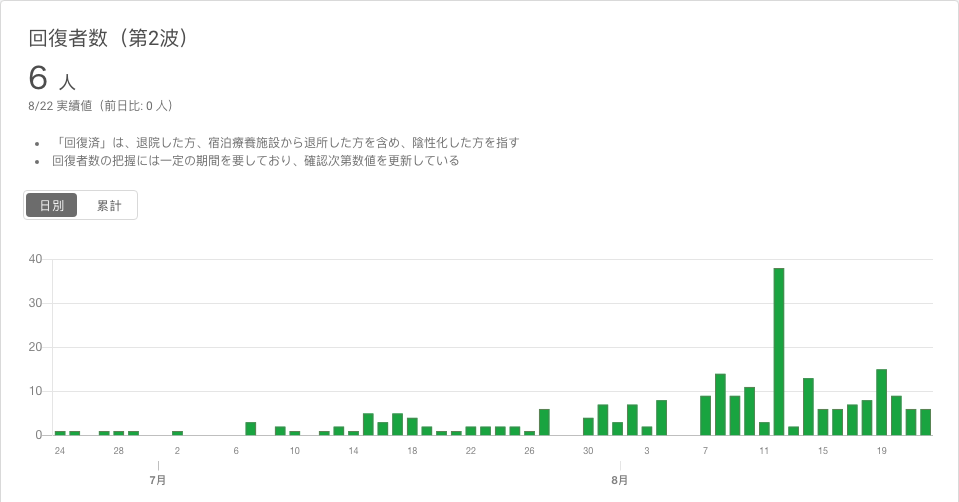 回復者数（第2波）
6 人
8/22 実績値（前日比: 0 人）
• 「回復済」は、退院した方、宿泊療養施設から退所した方を含め、陰性化した方を指す
• 回復者数の把握には一定の期間を要しており、確認次第数値を更新している
日別 累計
40
30
20
10
0
24 28 2 6 10 14 18 22 26 30 3 7 11 15 19
7月 8月